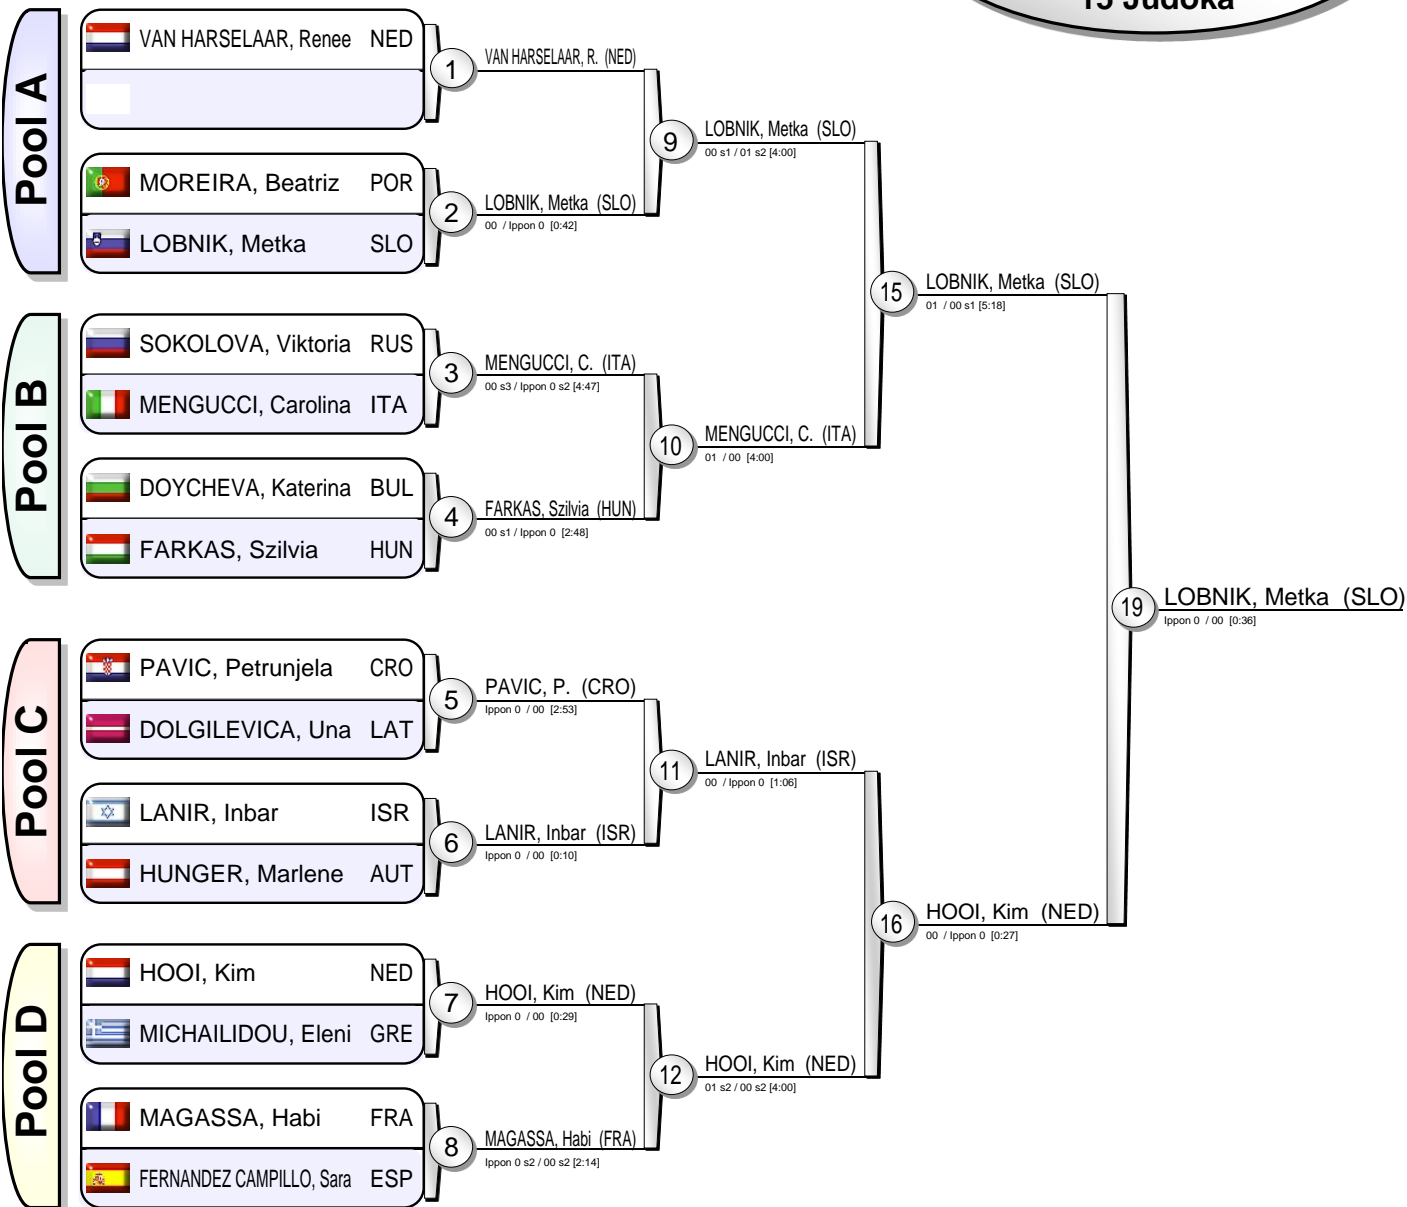 15 Judoka
Pool A
VAN HARSELAAR, Renee NED
1
VAN HARSELAAR, R. (NED)
MOREIRA, Beatriz POR
LOBNIK, Metka SLO
2
LOBNIK, Metka (SLO)
00 / Ippon 0 [0:42]
9
LOBNIK, Metka (SLO)
00 s1 / 01 s2 [4:00]
Pool B
SOKOLOVA, Viktoria RUS
MENGUCCI, Carolina ITA
3
MENGUCCI, C. (ITA)
00 s3 / Ippon 0 s2 [4:47]
DOYCHEVA, Katerina BUL
FARKAS, Szilvia HUN
4
FARKAS, Szilvia (HUN)
00 s1 / Ippon 0 [2:48]
10
MENGUCCI, C. (ITA)
01 / 00 [4:00]
15
LOBNIK, Metka (SLO)
01 / 00 s1 [5:18]
Pool C
PAVIC, Petrunjela CRO
DOLGILEVICA, Una LAT
5
PAVIC, P. (CRO)
Ippon 0 / 00 [2:53]
LANIR, Inbar ISR
HUNGER, Marlene AUT
6
LANIR, Inbar (ISR)
Ippon 0 / 00 [0:10]
11
LANIR, Inbar (ISR)
00 / Ippon 0 [1:06]
Pool D
HOOI, Kim NED
MICHAILIDOU, Eleni GRE
7
HOOI, Kim (NED)
Ippon 0 / 00 [0:29]
MAGASSA, Habi FRA
FERNANDEZ CAMPILLO, Sara ESP
8
MAGASSA, Habi (FRA)
Ippon 0 s2 / 00 s2 [2:14]
12
HOOI, Kim (NED)
01 s2 / 00 s2 [4:00]
16
HOOI, Kim (NED)
00 / Ippon 0 [0:27]
19
LOBNIK, Metka (SLO)
Ippon 0 / 00 [0:36]